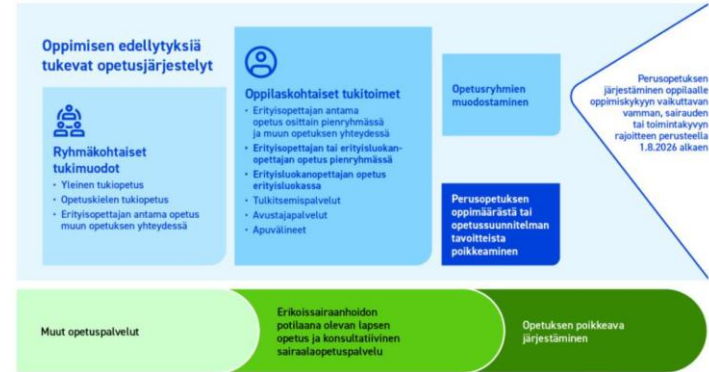 Oppimisen edellytyksiä
tukevat opetusjärjestelyt
Ryhmäkohtaiset
tukimuodot
• Yleinen tukiopetus
• Opetuskielen tukiopetus
• Erityisopettajan antama opetus
muun opetuksen yhteydessä
Oppilaskohtaiset tukitoimet
• Erityisopettajan antama
opetus osittain pienryhmässä
ja muun opetuksen yhteydessä
• Erityisopettajan tai erityisluokan-
opettajan opetus pienryhmässä
• Erityisluokanopettajan opetus
erityisluokassa
• Tulkitsemispalvelut
• Avustajapalvelut
• Apuvälineet
Opetusryhmien
muodostaminen
Perusopetuksen
oppimäärästä tai
opetussuunnitelman
tavoitteista
poikkeaminen
Perusopetuksen
järjestäminen oppilaalle
oppimiskykyyn vaikuttavan
vamman, sairauden
tai toimintakyvyn
rajoitteen perusteella
1.8.2026 alkaen
Muut opetuspalvelut
Erikoissairaanhoidon
potilaana olevan lapsen
opetus ja konsultatiivinen
sairaalaopetuspalvelu
Opetuksen poikkeava
järjestäminen